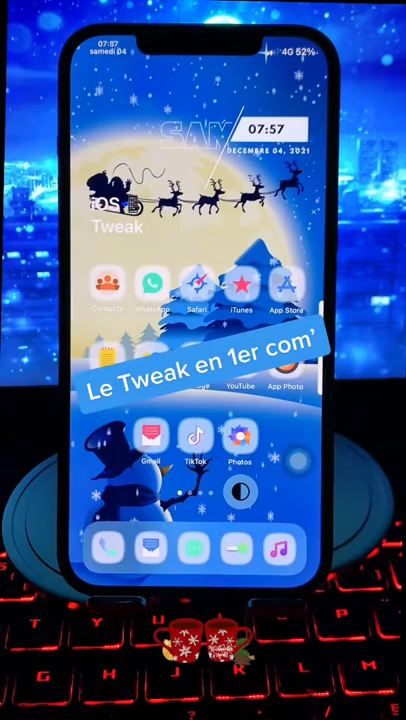 07:57
samedi 04
4G 52%
SAM
07:57
DECEMBRE 04, 2021
iOS
Tweak
Contacts
WhatsApp
Safari
iTunes
App Store
YouTube
App Photo
Le Tweak en 1er com’
Gmail
TikTok
Photos
T
Y
U
P
G
H
J
K
L
B
N
M